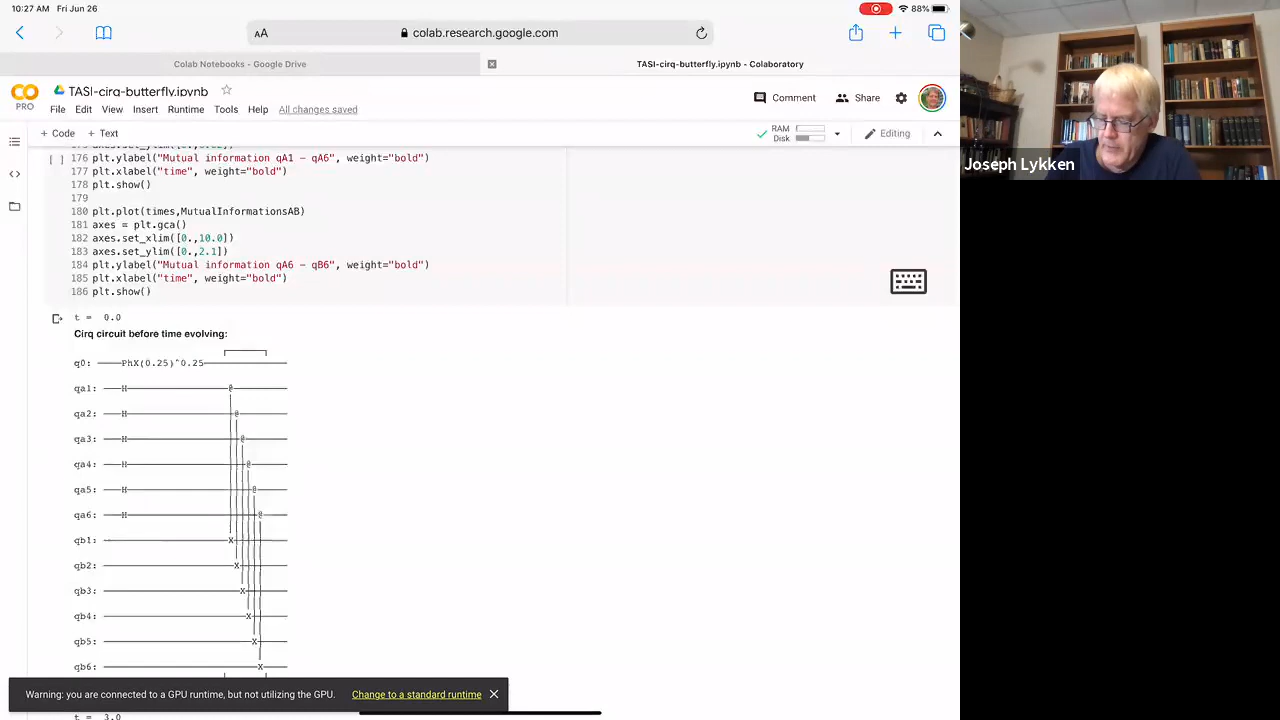 10:27 AM Fri Jun 26
88%
AA
colab.research.google.com
Colab Notebooks - Google Drive
TASI-cirq-butterfly.ipynb - Colaboratory
CO
PRO
TASI-cirq-butterfly.ipynb
File Edit View Insert Runtime Tools Help All changes saved
Comment
Share
+ Code + Text
RAM
Disk
Editing
[ ]
176 plt.ylabel("Mutual information qA1 - qA6", weight="bold")
177 plt.xlabel("time", weight="bold")
178 plt.show()
179
180 plt.plot(times,MutualInformationsAB)
181 axes = plt.gca()
182 axes.set_xlim([0.,10.0])
183 axes.set_ylim([0.,2.1])
184 plt.ylabel("Mutual information qA6 - qB6", weight="bold")
185 plt.xlabel("time", weight="bold")
186 plt.show()
t = 0.0
Cirq circuit before time evolving:
q0: PhX(0.25)^0.25
qa1: H @
qa2: H @
qa3: H @
qa4: H @
qa5: H @
qa6: H @
qb1: X
qb2: X
qb3: X
qb4: X
qb5: X
qb6: X
Warning: you are connected to a GPU runtime, but not utilizing the GPU. Change to a standard runtime
t = 3.0
Joseph Lykken